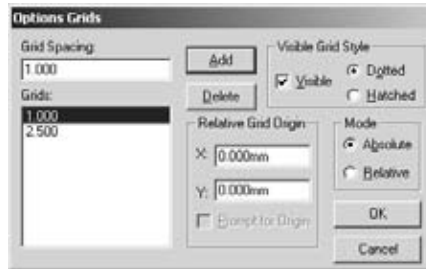 Options Grids
Grid Spacing:
1.000
Grids:
1.000
2.500
Add
Delete
Visible Grid Style
Visible
Dotted
Hatched
Relative Grid Origin
X: 0.000mm
Y: 0.000mm
Prompt for Origin
Mode
Absolute
Relative
OK
Cancel